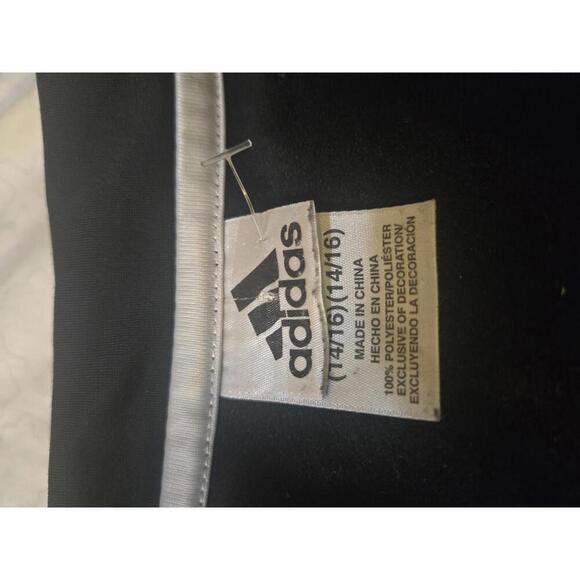 adidas
(14/16) (14/16)
MADE IN CHINA
HECHO EN CHINA
100% POLYESTER/POLIÉSTER
EXCLUSIVE OF DECORATION/
EXCLUYENDO LA DECORACIÓN